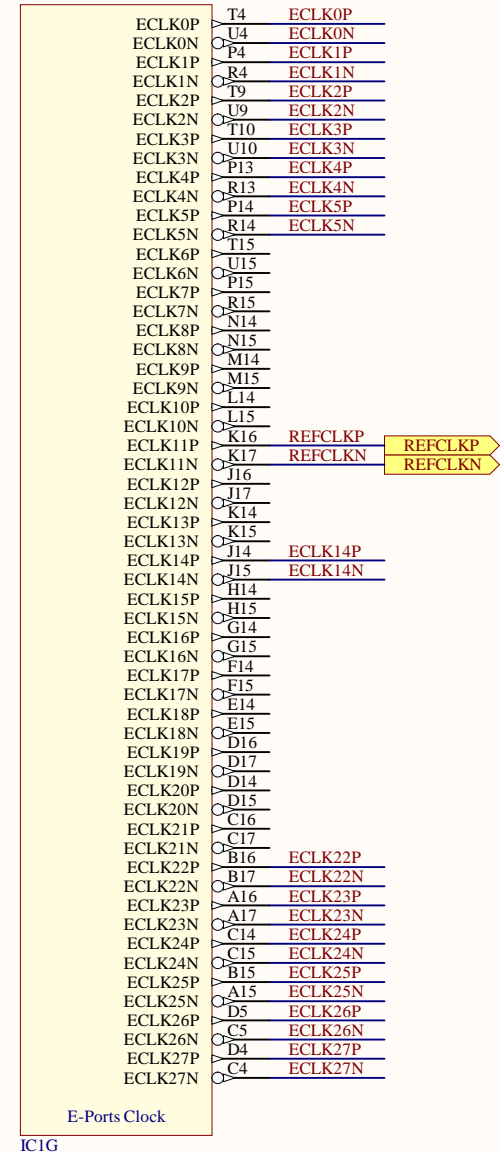 ECLK0P T4 ECLK0P
ECLK0N U4 ECLK0N
ECLK1P P4 ECLK1P
ECLK1N R4 ECLK1N
ECLK2P T9 ECLK2P
ECLK2N U9 ECLK2N
ECLK3P T10 ECLK3P
ECLK3N U10 ECLK3N
ECLK4P P13 ECLK4P
ECLK4N R13 ECLK4N
ECLK5P P14 ECLK5P
ECLK5N R14 ECLK5N
ECLK6P T15
ECLK6N U15
ECLK7P P15
ECLK7N R15
ECLK8P N14
ECLK8N N15
ECLK9P M14
ECLK9N M15
ECLK10P L14
ECLK10N L15
ECLK11P K16 REFCLKP REFCLKP
ECLK11N K17 REFCLKN REFCLKN
ECLK12P J16
ECLK12N J17
ECLK13P K14
ECLK13N K15
ECLK14P J14 ECLK14P
ECLK14N J15 ECLK14N
ECLK15P H14
ECLK15N H15
ECLK16P G14
ECLK16N G15
ECLK17P F14
ECLK17N F15
ECLK18P E14
ECLK18N E15
ECLK19P D16
ECLK19N D17
ECLK20P D14
ECLK20N D15
ECLK21P C16
ECLK21N C17
ECLK22P B16 ECLK22P
ECLK22N B17 ECLK22N
ECLK23P A16 ECLK23P
ECLK23N A17 ECLK23N
ECLK24P C14 ECLK24P
ECLK24N C15 ECLK24N
ECLK25P B15 ECLK25P
ECLK25N A15 ECLK25N
ECLK26P D5 ECLK26P
ECLK26N C5 ECLK26N
ECLK27P D4 ECLK27P
ECLK27N C4 ECLK27N
E-Ports Clock
IC1G